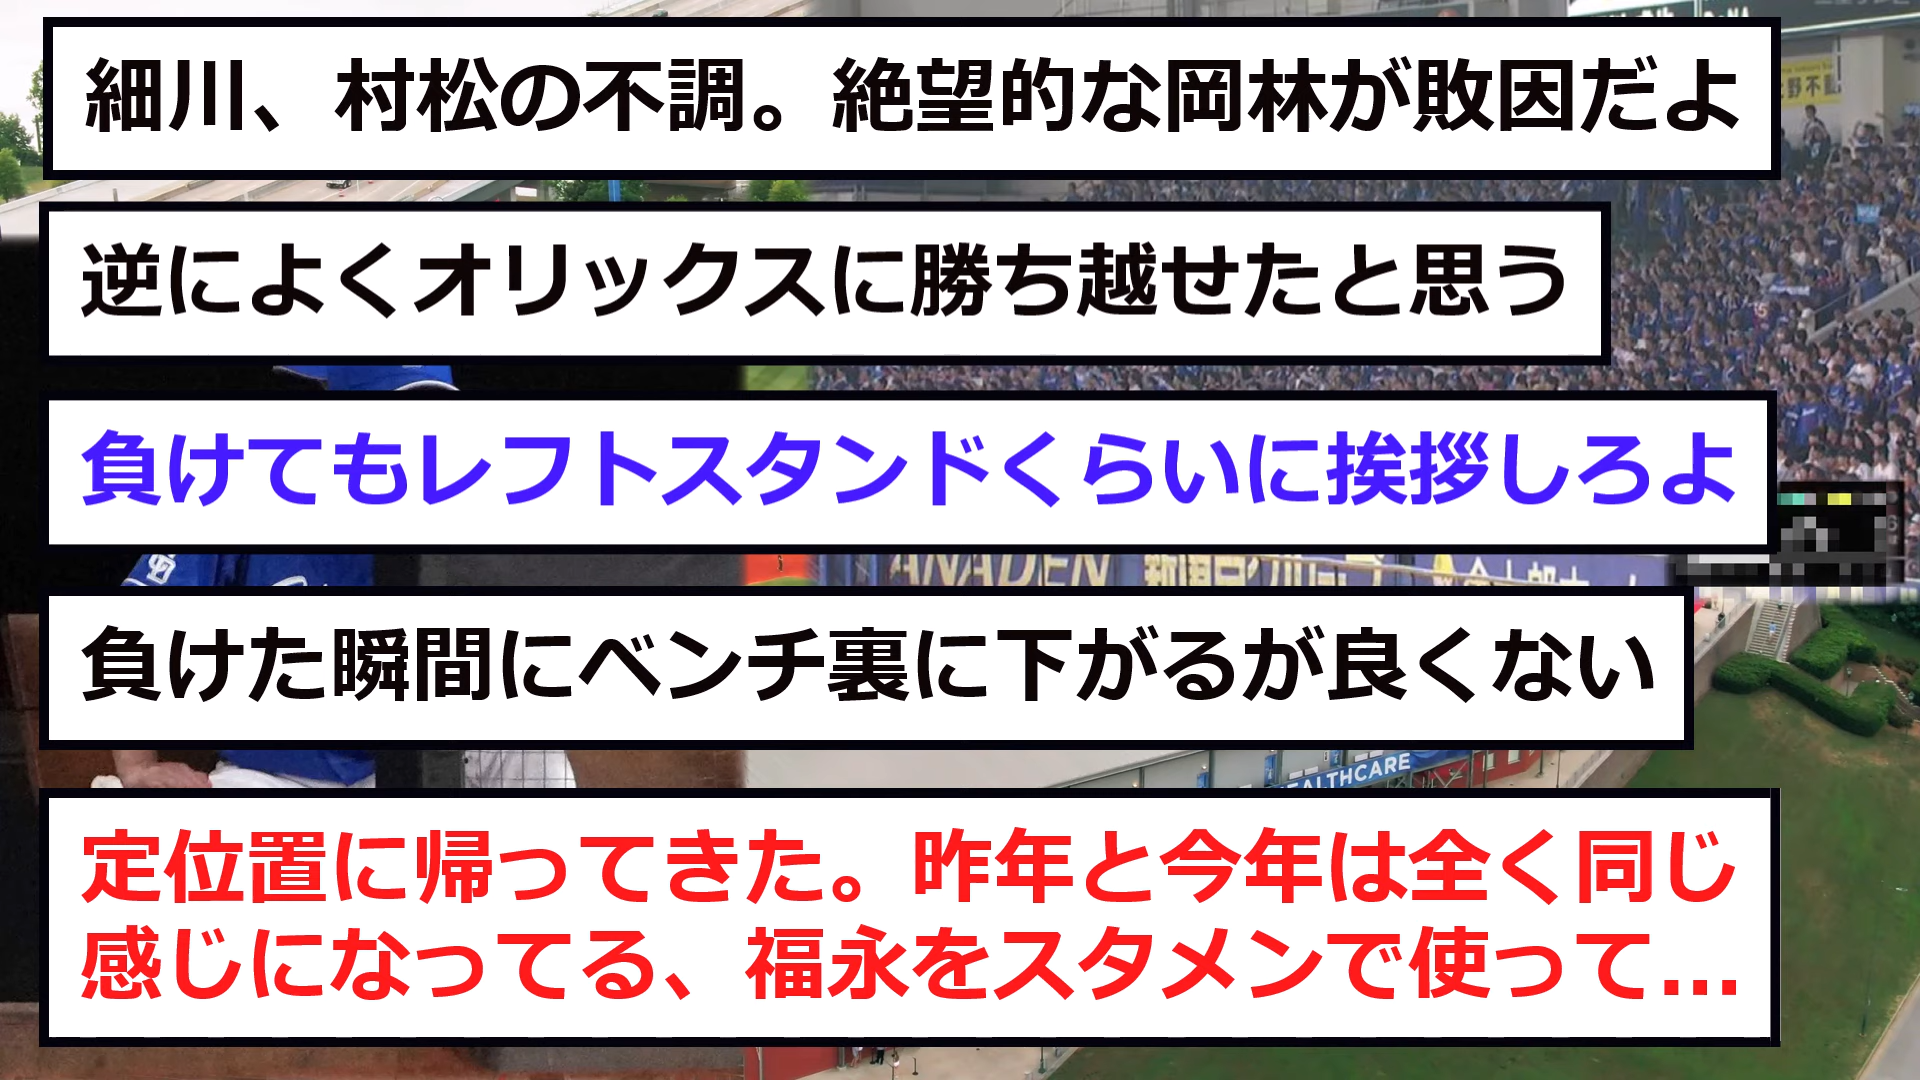 細川、村松の不調。絶望的な岡林が敗因だよ
逆によくオリックスに勝ち越せたと思う
負けてもレフトスタンドくらいに挨拶しろよ
ANADEN
負けた瞬間にベンチ裏に下がるが良くない
HEALTHCARE
定位置に帰ってきた。昨年と今年は全く同じ
感じになってる、福永をスタメンで使って...